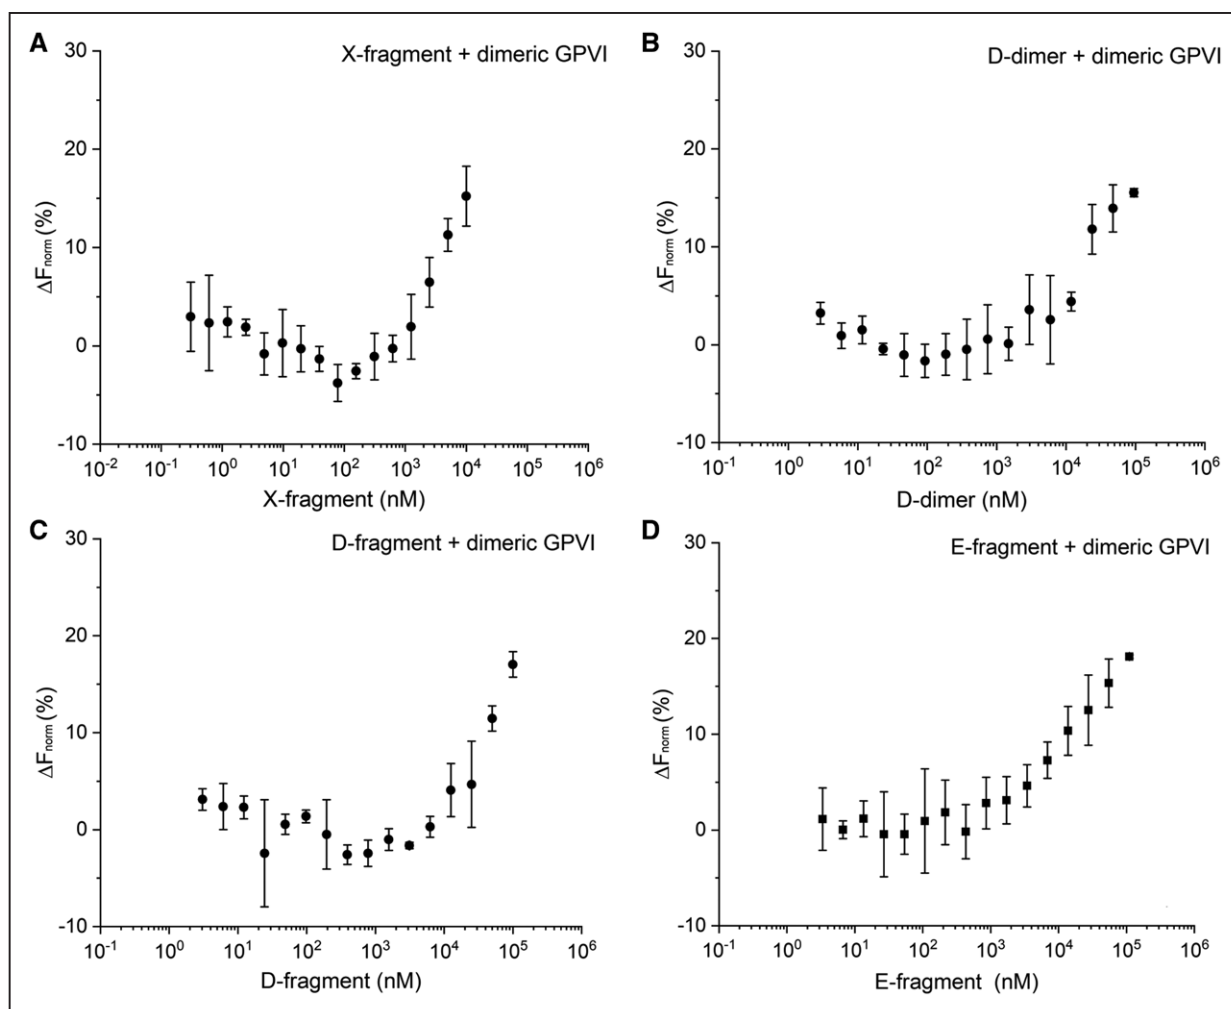 A
X-fragment + dimeric GPVI
30
20
10
0
-10
ΔFnorm (%)
10-2 10-1 100 101 102 103 104 105 106
X-fragment (nM)
B
D-dimer + dimeric GPVI
30
20
10
0
-10
ΔFnorm (%)
10-1 100 101 102 103 104 105 106
D-dimer (nM)
C
D-fragment + dimeric GPVI
30
20
10
0
-10
ΔFnorm (%)
10-1 100 101 102 103 104 105 106
D-fragment (nM)
D
E-fragment + dimeric GPVI
30
20
10
0
-10
ΔFnorm (%)
10-1 100 101 102 103 104 105 106
E-fragment (nM)